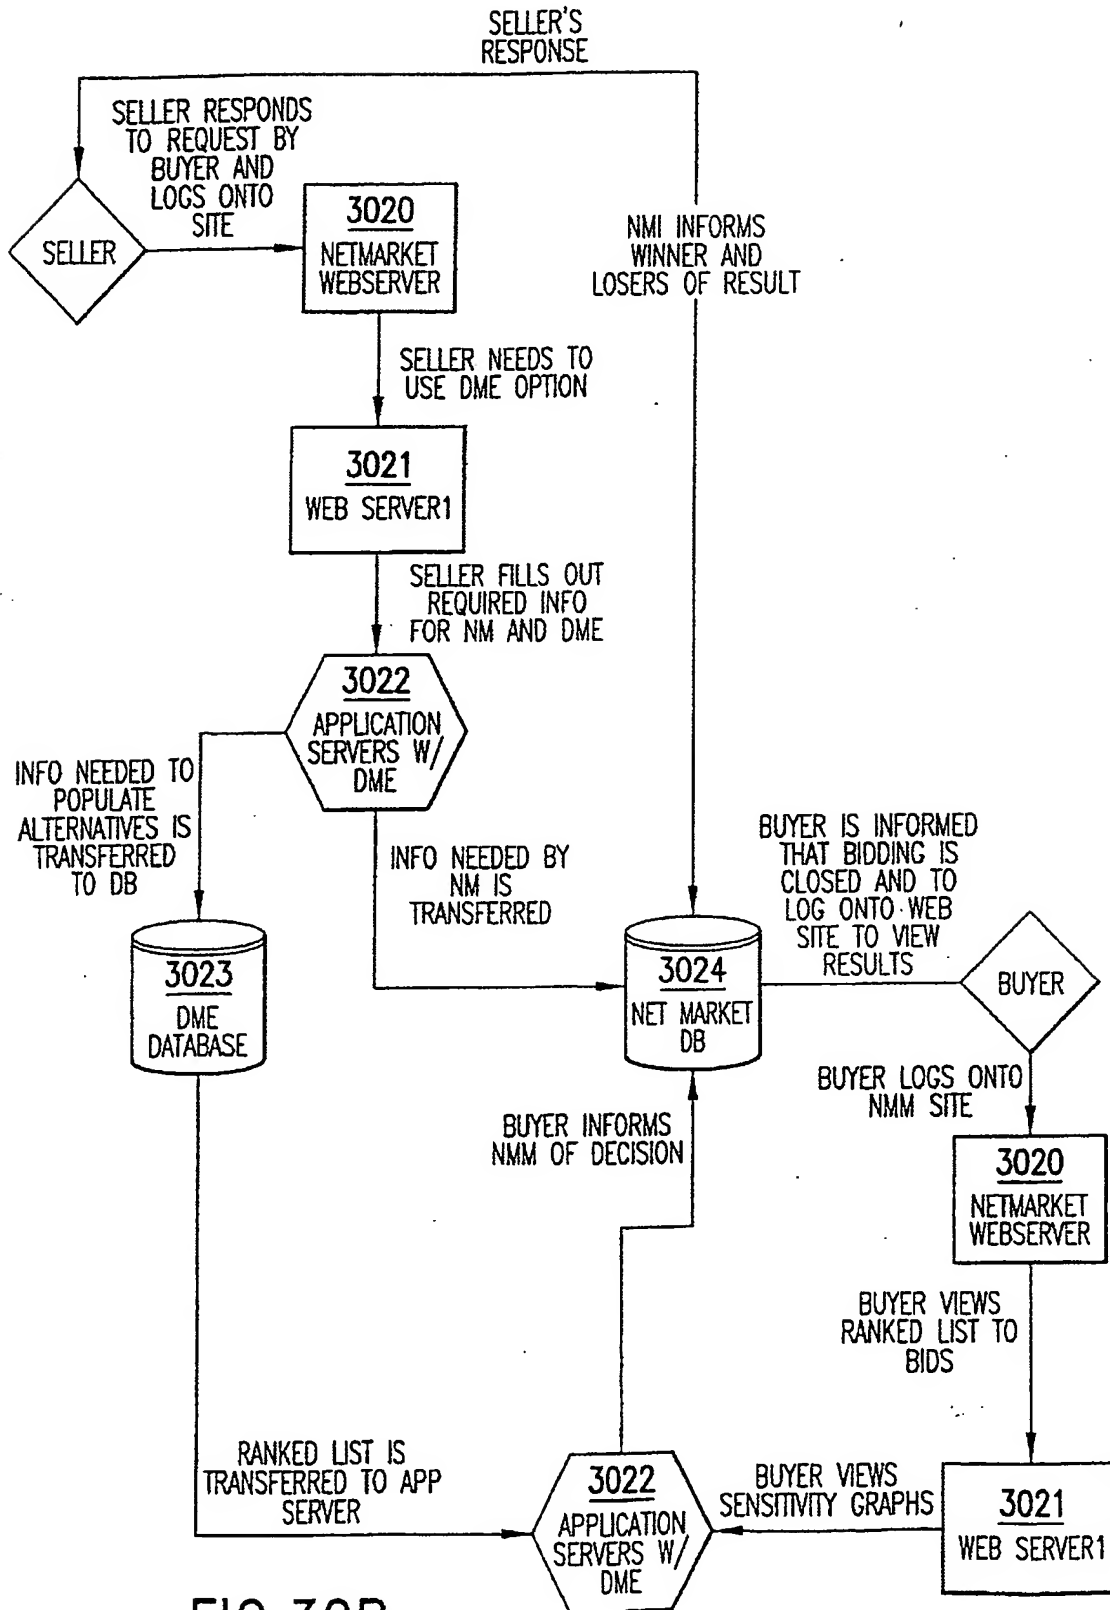 SELLER'S
RESPONSE
SELLER RESPONDS
TO REQUEST BY
BUYER AND
LOGS ONTO
SITE
SELLER
3020
NETMARKET
WEBSERVER
NMI INFORMS
WINNER AND
LOSERS OF RESULT
SELLER NEEDS TO
USE DME OPTION
3021
WEB SERVER1
SELLER FILLS OUT
REQUIRED INFO
FOR NM AND DME
3022
APPLICATION
SERVERS W/
DME
INFO NEEDED TO
POPULATE
ALTERNATIVES IS
TRANSFERRED
TO DB
INFO NEEDED BY
NM IS
TRANSFERRED
BUYER IS INFORMED
THAT BIDDING IS
CLOSED AND TO
LOG ONTO WEB
SITE TO VIEW
RESULTS
3023
DME
DATABASE
3024
NET MARKET
DB
BUYER
BUYER LOGS ONTO
NMM SITE
BUYER INFORMS
NMM OF DECISION
3020
NETMARKET
WEBSERVER
BUYER VIEWS
RANKED LIST TO
BIDS
RANKED LIST IS
TRANSFERRED TO APP
SERVER
3022
APPLICATION
SERVERS W/
DME
BUYER VIEWS
SENSITIVITY GRAPHS
3021
WEB SERVER1